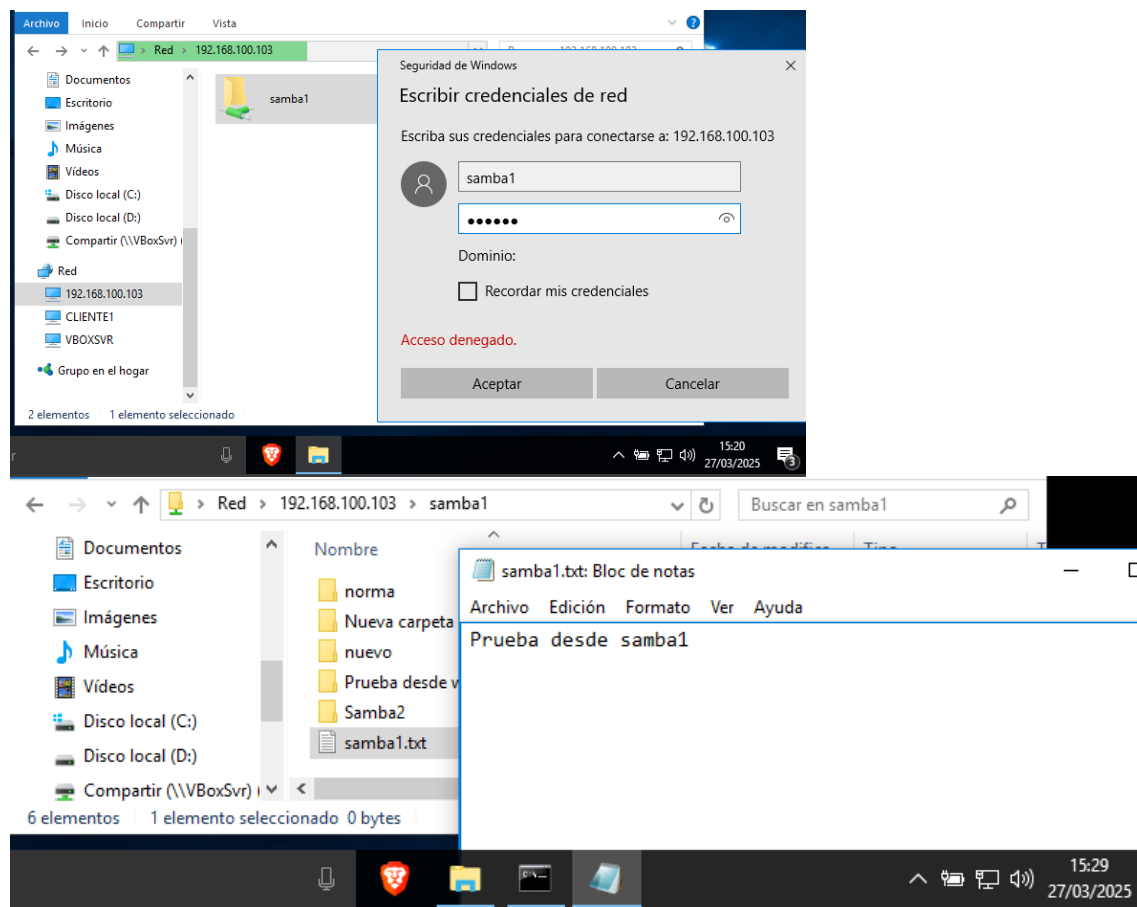 Archivo Inicio Compartir Vista
Red 192.168.100.103
Documentos
Escritorio
Imágenes
Música
Vídeos
Disco local (C:)
Disco local (D:)
Compartir (\\VBoxSvr) (
Red
192.168.100.103
CLIENTE1
VBOXSVR
Grupo en el hogar
2 elementos 1 elemento seleccionado
samba1
Seguridad de Windows
Escribir credenciales de red
Escriba sus credenciales para conectarse a: 192.168.100.103
samba1
Dominio:
Recordar mis credenciales
Acceso denegado.
Aceptar Cancelar
15:20
27/03/2025
3
Red 192.168.100.103 samba1
Buscar en samba1
Documentos
Escritorio
Imágenes
Música
Vídeos
Disco local (C:)
Disco local (D:)
Compartir (\\VBoxSvr) (
Nombre
norma
Nueva carpeta
nuevo
Prueba desde
Samba2
samba1.txt
6 elementos 1 elemento seleccionado 0 bytes
samba1.txt: Bloc de notas
Archivo Edición Formato Ver Ayuda
Prueba desde samba1
15:29
27/03/2025